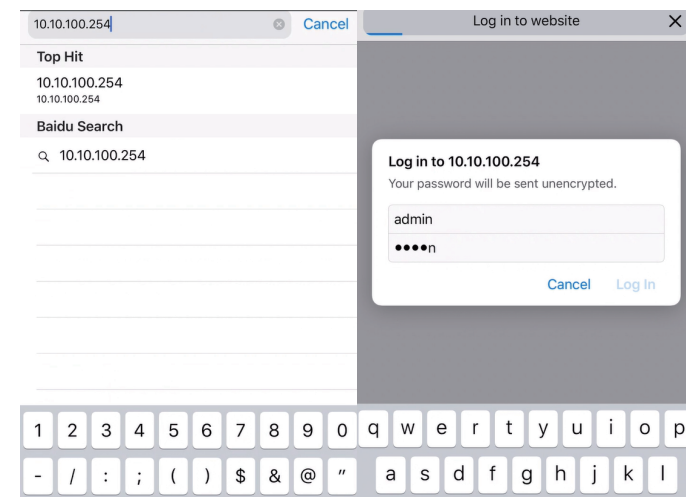 10.10.100.254
Cancel
Top Hit
10.10.100.254
10.10.100.254
Baidu Search
10.10.100.254
1 2 3 4 5 6 7 8 9 0
- / : ; ( ) $ & @ "
Log in to website
Log in to 10.10.100.254
Your password will be sent unencrypted.
admin
••••n
Cancel Log In
q w e r t y u i o p
a s d f g h j k l